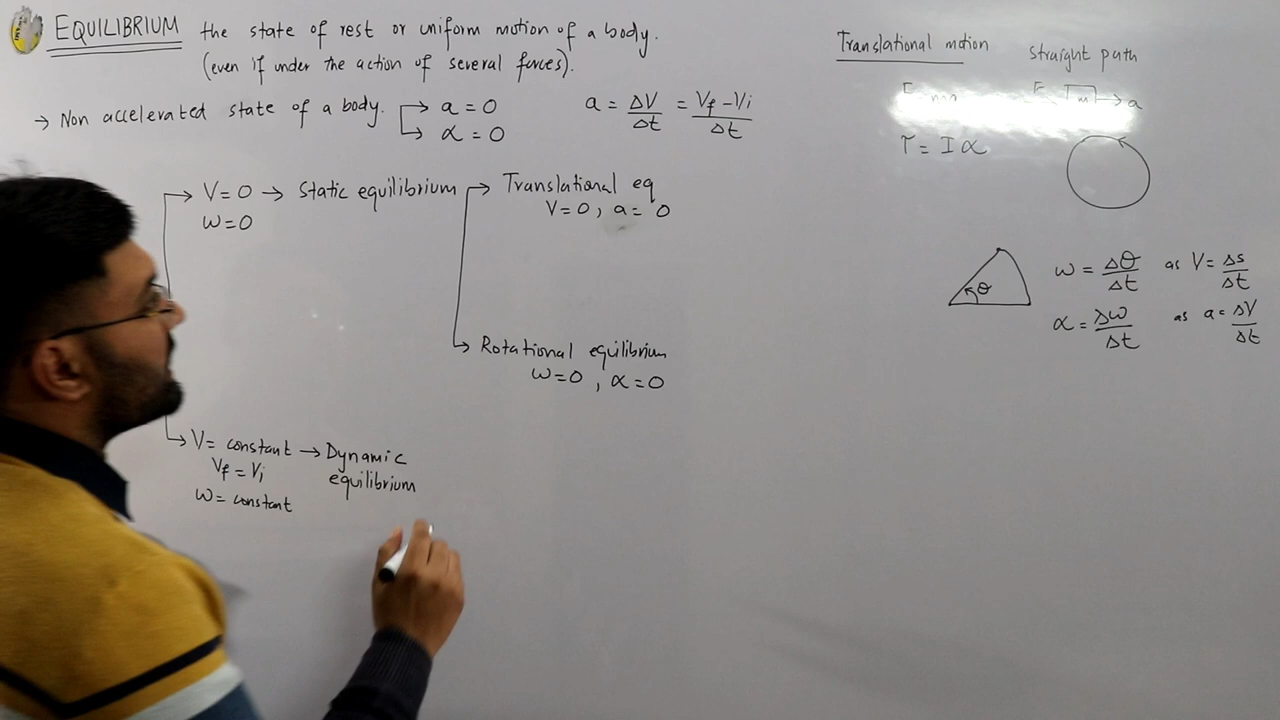 EQUILIBRIUM the state of rest or uniform motion of a body.
(even if under the action of several forces).
→ Non accelerated state of a body. → a = 0
→ α = 0
a = ΔV/Δt = Vf - Vi/Δt
→ V = 0 → Static equilibrium → Translational eq
ω = 0
V = 0, a = 0
→ Rotational equilibrium
ω = 0, α = 0
→ V = constant → Dynamic
equilibrium
Vf = Vi
ω = constant
Translational motion straight path
m → a
τ = I α
θ
ω = Δθ/Δt as V = Δs/Δt
α = Δω/Δt as a = ΔV/Δt